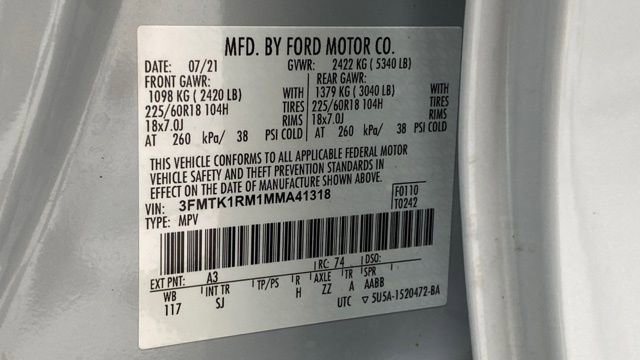 MFD. BY FORD MOTOR CO.
DATE: 07/21 GVWR: 2422 KG ( 5340 LB)
FRONT GAWR: REAR GAWR:
1098 KG ( 2420 LB) WITH 1379 KG ( 3040 LB) WITH
225/60R18 104H TIRES 225/60R18 104H TIRES
18x7.0J RIMS 18x7.0J RIMS
AT 260 kPa/ 38 PSI COLD AT 260 kPa/ 38 PSI COLD
THIS VEHICLE CONFORMS TO ALL APPLICABLE FEDERAL MOTOR
VEHICLE SAFETY AND THEFT PREVENTION STANDARDS IN
EFFECT ON THE DATE OF MANUFACTURE SHOWN ABOVE.
VIN: 3FMTK1RM1MMA41318 F0110
TYPE: MPV T0242
EXT PNT: A3 RC: 74 DSO:
WB INT TR TP/PS R AXLE TR SPR
117 SJ H ZZ A AABB
UTC ▽ 5U5A-1520472-BA